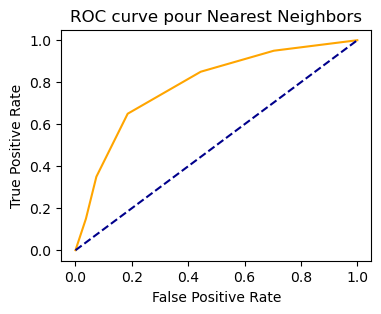 ROC curve pour Nearest Neighbors
1.0
0.8
0.6
0.4
0.2
0.0
True Positive Rate
0.0 0.2 0.4 0.6 0.8 1.0
False Positive Rate